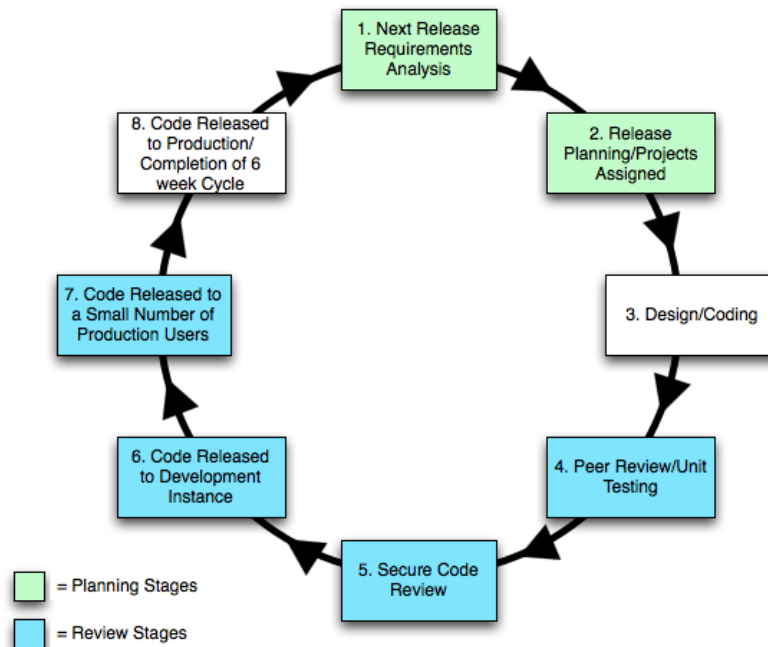 1. Next Release
Requirements
Analysis
2. Release
Planning/Projects
Assigned
3. Design/Coding
4. Peer Review/Unit
Testing
5. Secure Code
Review
6. Code Released
to Development
Instance
7. Code Released to
a Small Number of
Production Users
8. Code Released
to Production/
Completion of 6
week Cycle
= Planning Stages
= Review Stages